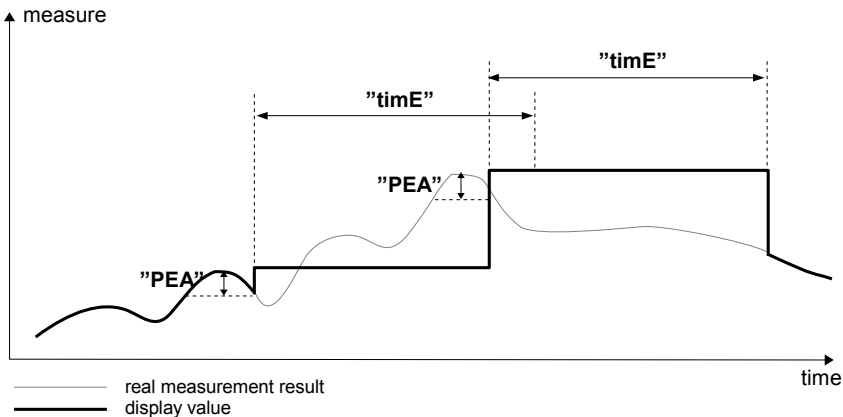 measure
”timE”
”timE”
”PEA”
”PEA”
time
real measurement result
display value